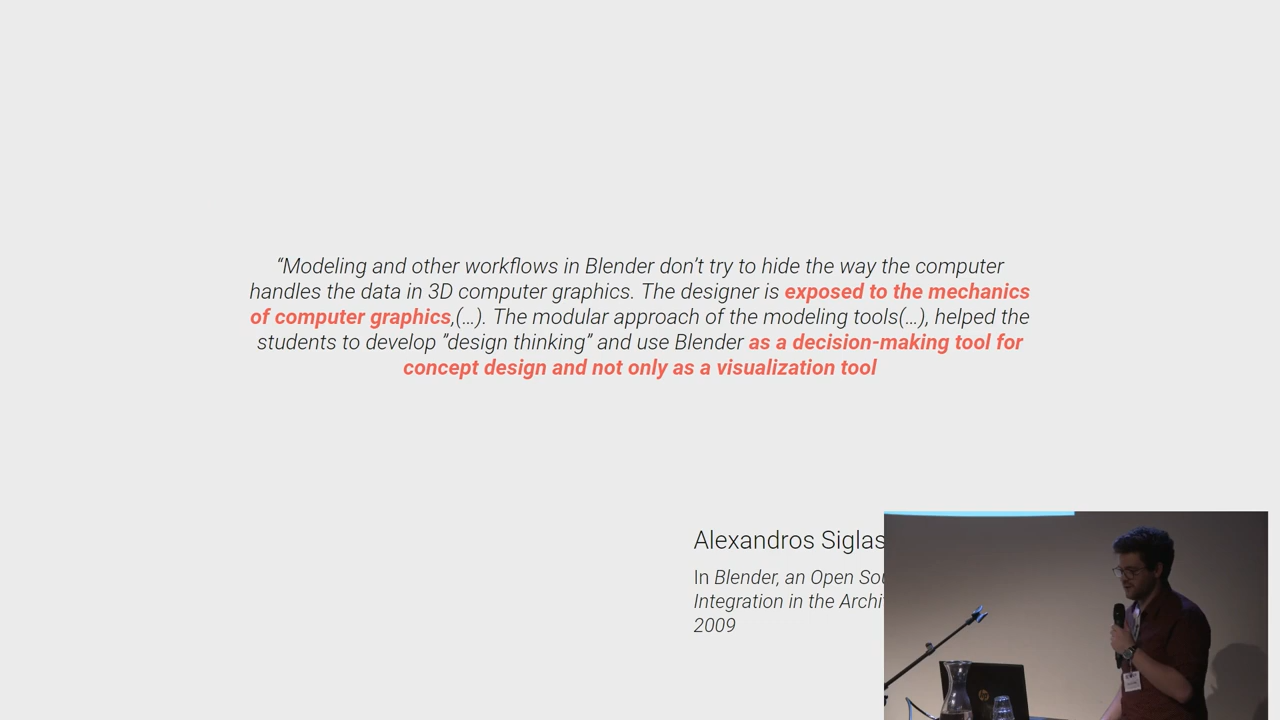 “Modeling and other workflows in Blender don’t try to hide the way the computer
handles the data in 3D computer graphics. The designer is exposed to the mechanics
of computer graphics,(…). The modular approach of the modeling tools(…), helped the
students to develop ”design thinking” and use Blender as a decision-making tool for
concept design and not only as a visualization tool
Alexandros Siglas
In Blender, an Open Sou
Integration in the Archi
2009
hp